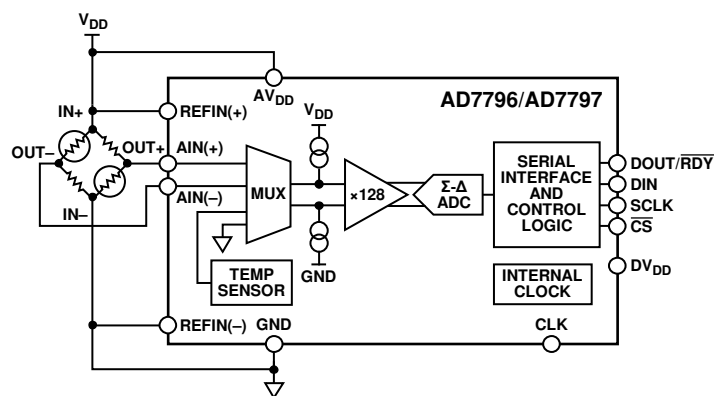 VDD
IN+
OUT–
OUT+
IN–
REFIN(+)
AIN(+)
AIN(–)
REFIN(–)
AVDD
GND
AD7796/AD7797
VDD
MUX
TEMP
SENSOR
GND
×128
Σ-Δ
ADC
SERIAL
INTERFACE
AND
CONTROL
LOGIC
INTERNAL
CLOCK
CLK
DOUT/RDY
DIN
SCLK
CS
DVDD